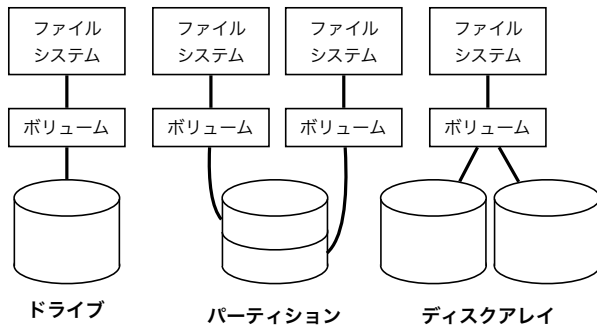 ファイル
システム
ファイル
システム
ファイル
システム
ファイル
システム
ボリューム
ボリューム
ボリューム
ボリューム
ドライブ
パーティション
ディスクアレイ